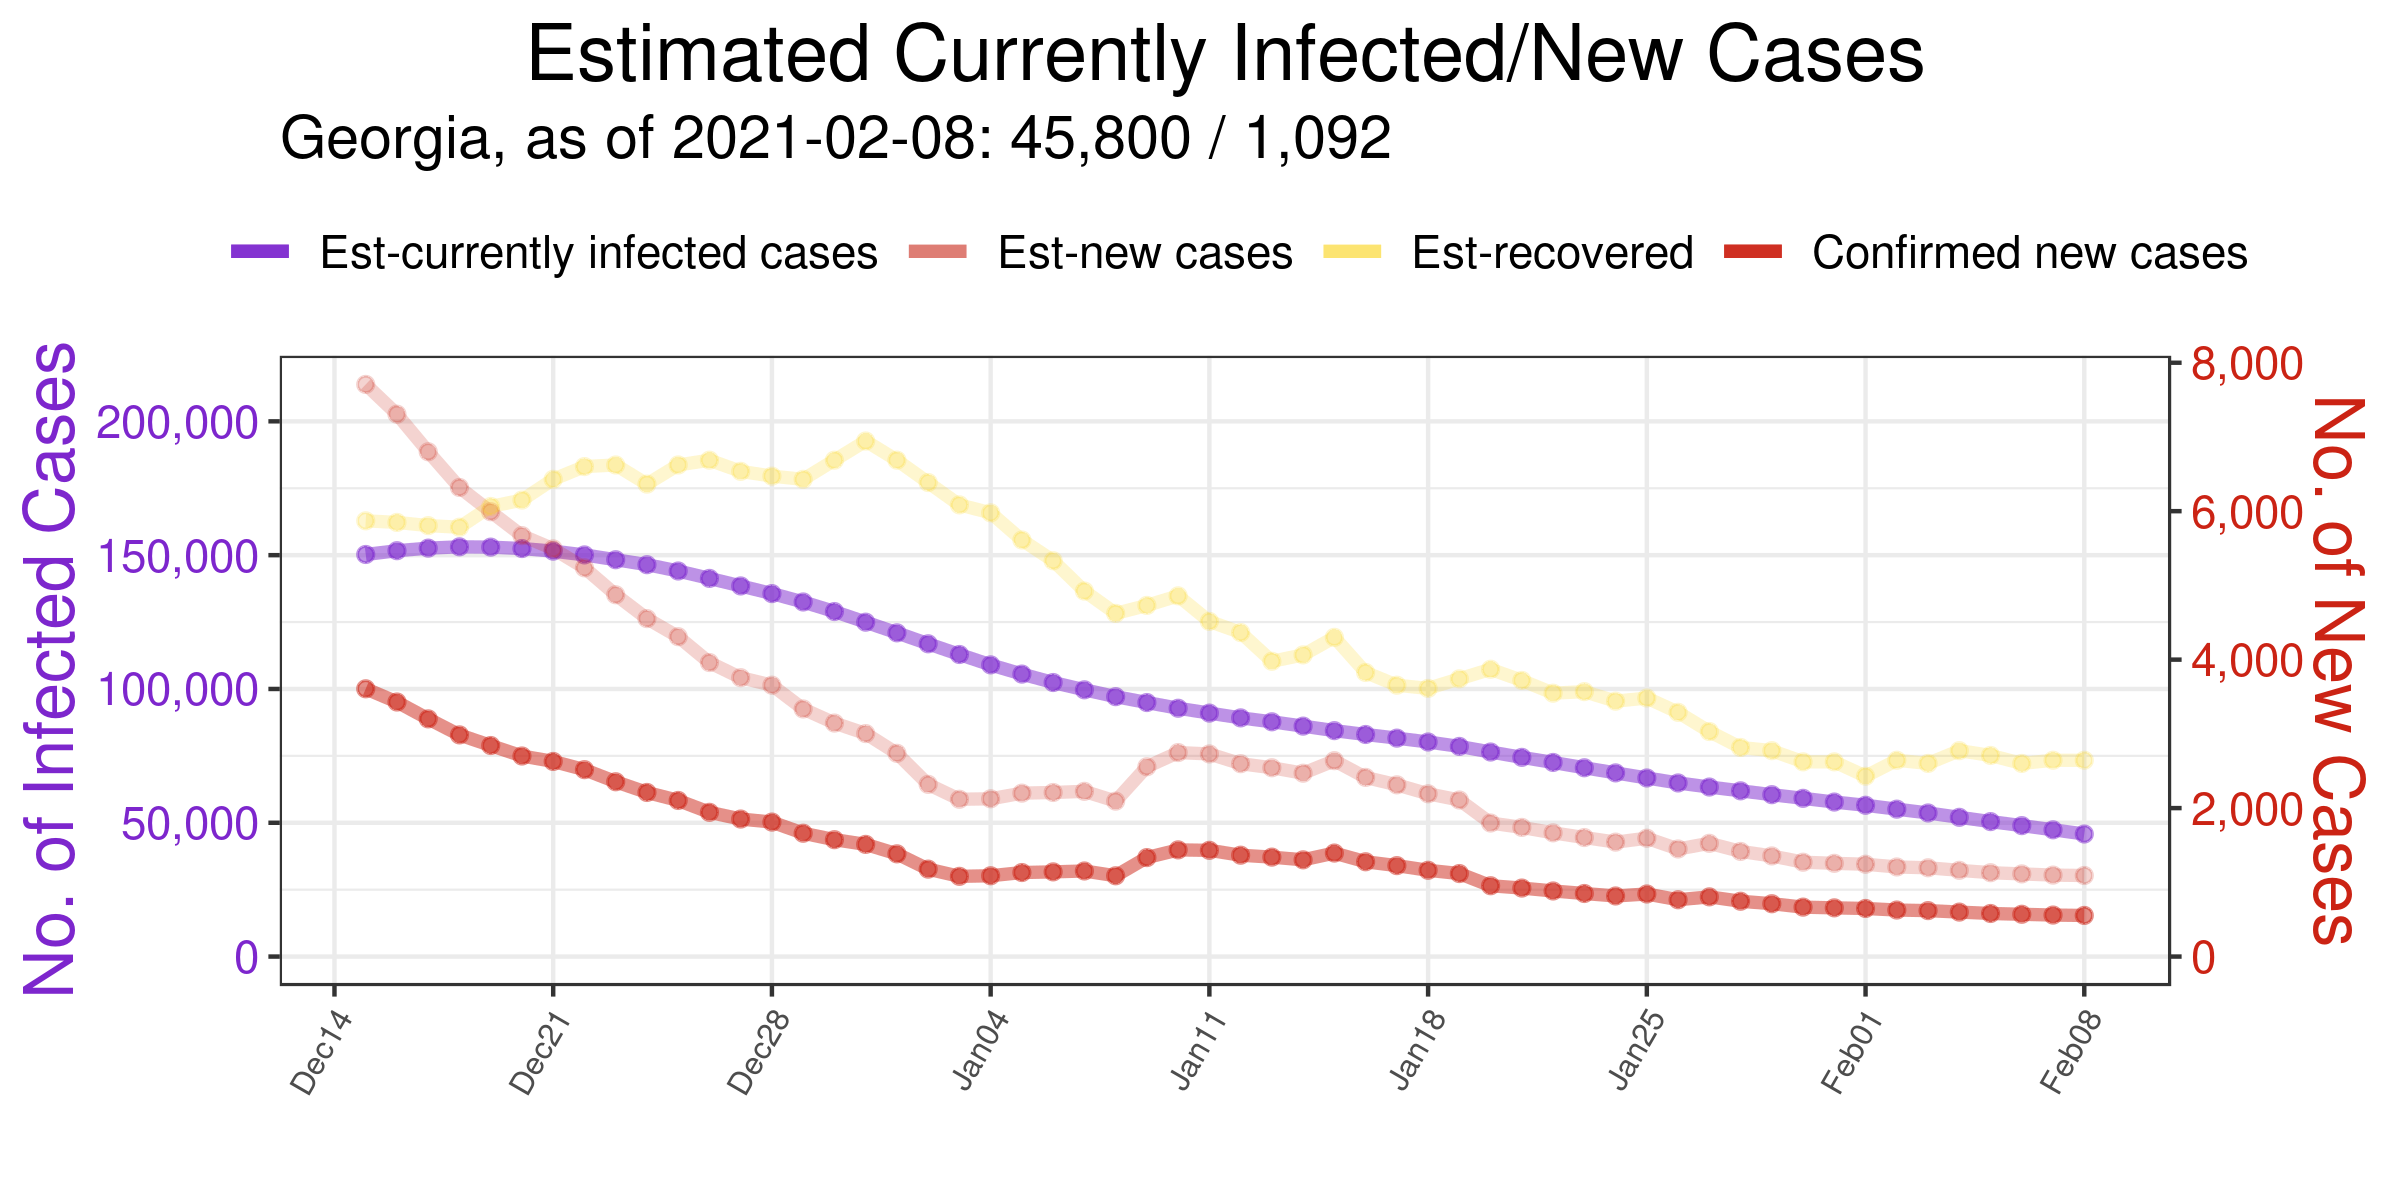 Estimated Currently Infected/New Cases
Georgia, as of 2021-02-08: 45,800 / 1,092
Est-currently infected cases Est-new cases Est-recovered Confirmed new cases
No. of Infected Cases
200,000
150,000
100,000
50,000
0
8,000
6,000
4,000
2,000
0
No. of New Cases
Dec14 Dec21 Dec28 Jan04 Jan11 Jan18 Jan25 Feb01 Feb08